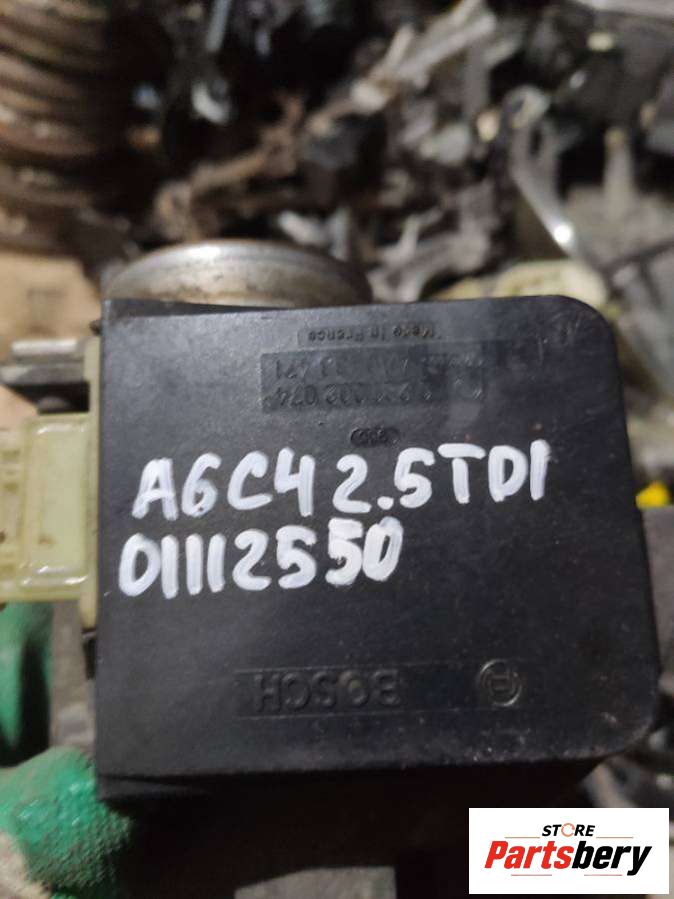 Made in France
A6C4 2.5TDI
01112550
BOSCH
STORE
Partsbery